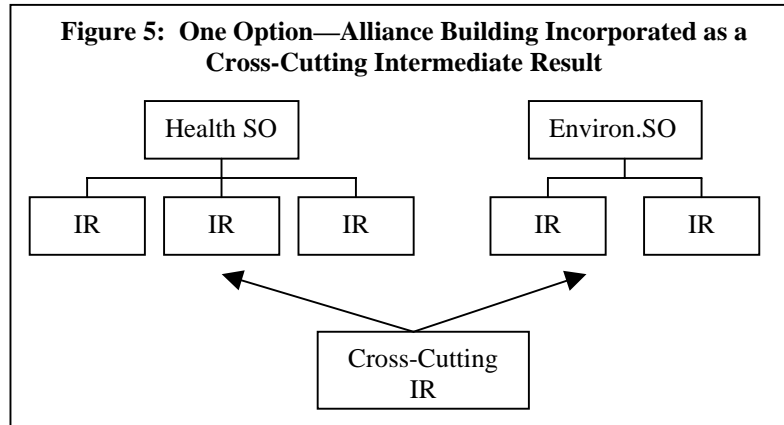 Figure 5:  One Option—Alliance Building Incorporated as a
Cross-Cutting Intermediate Result
Health SO
Environ.SO
IR
IR
IR
IR
IR
Cross-Cutting
IR